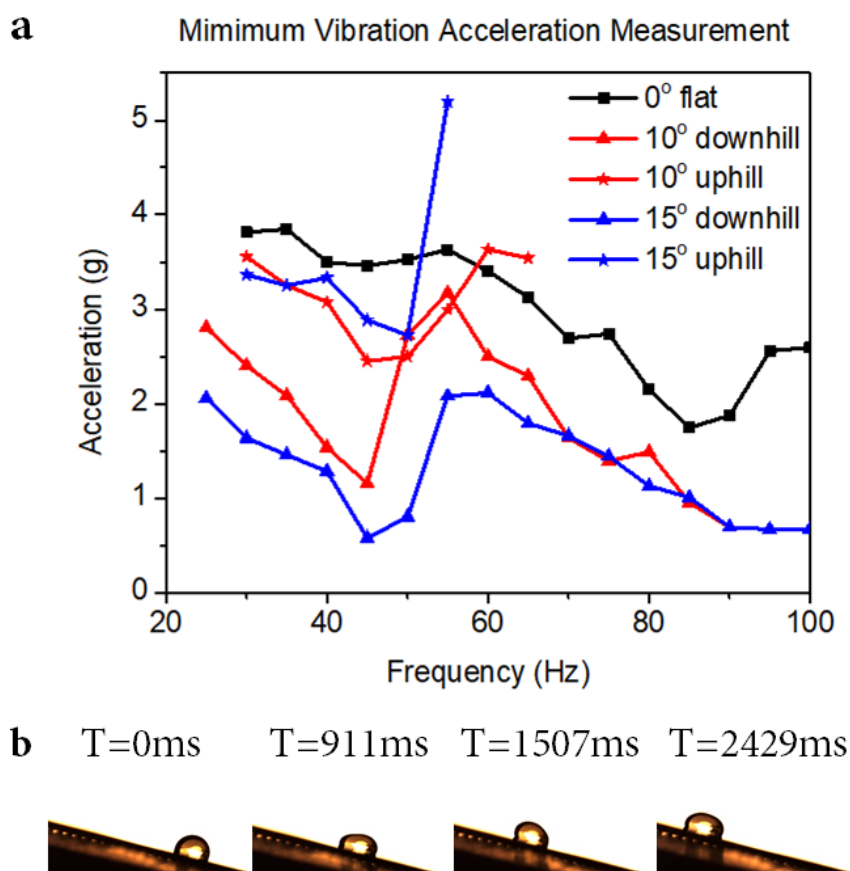 a
Mimimum Vibration Acceleration Measurement
0° flat
10° downhill
10° uphill
15° downhill
15° uphill
Acceleration (g)
5
4
3
2
1
0
20 40 60 80 100
Frequency (Hz)
b T=0ms T=911ms T=1507ms T=2429ms